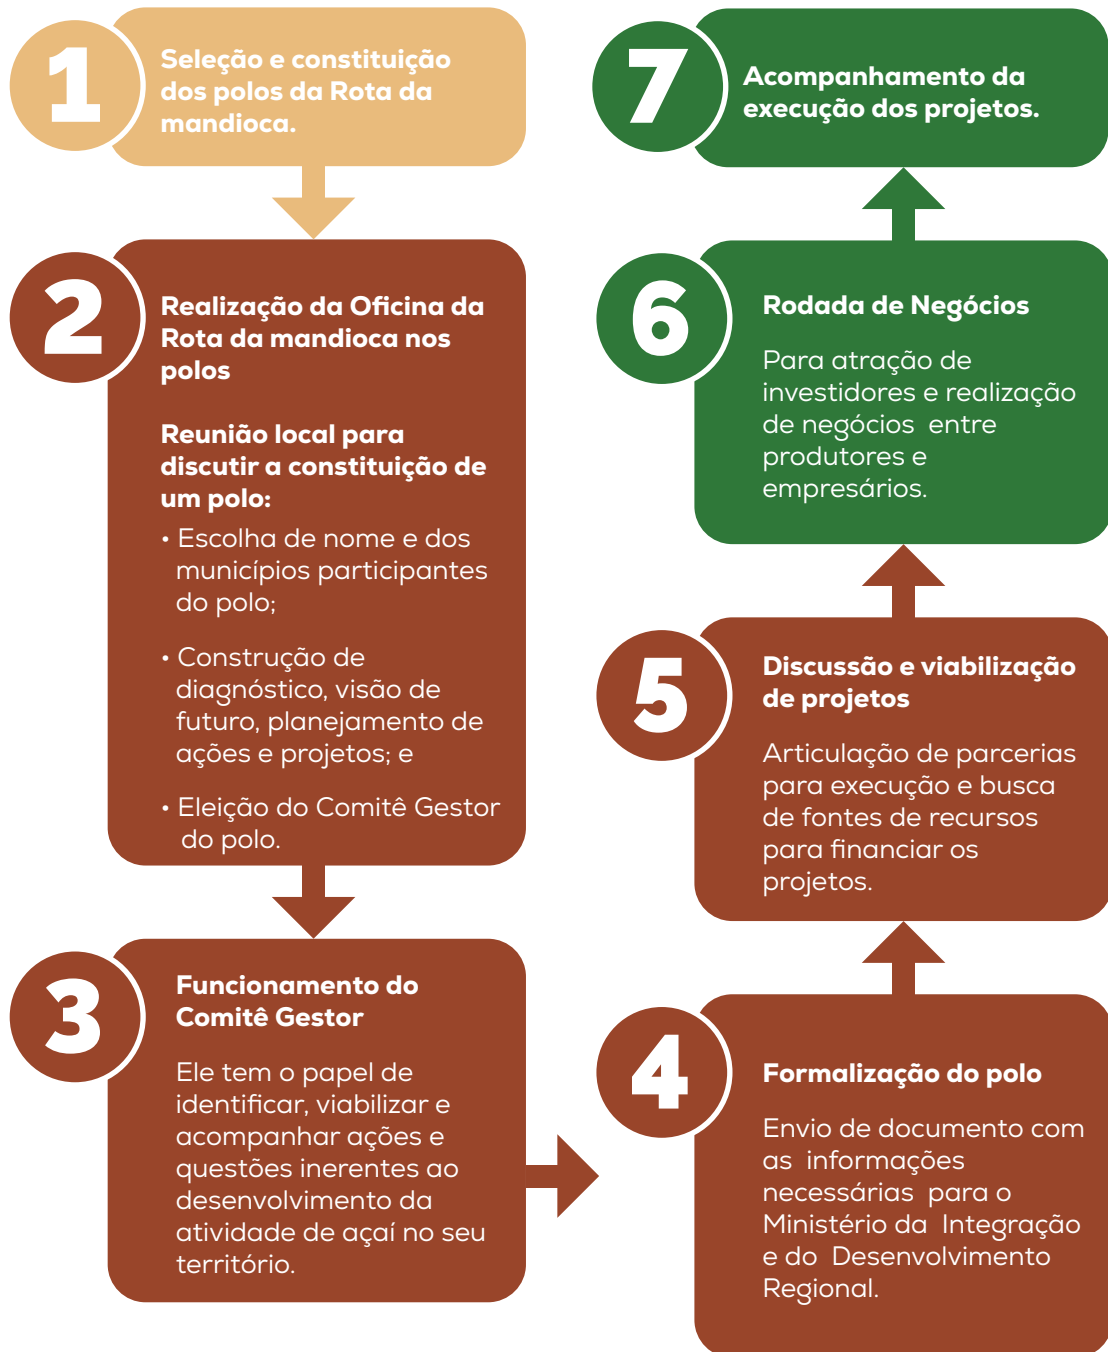 1
Seleção e constituição
dos polos da Rota da
mandioca.
2
Realização da Oficina da
Rota da mandioca nos
polos
Reunião local para
discutir a constituição de
um polo:
• Escolha de nome e dos
municípios participantes
do polo;
• Construção de
diagnóstico, visão de
futuro, planejamento de
ações e projetos; e
• Eleição do Comitê Gestor
do polo.
3
Funcionamento do
Comitê Gestor
Ele tem o papel de
identificar, viabilizar e
acompanhar ações e
questões inerentes ao
desenvolvimento da
atividade de açaí no seu
território.
4
Formalização do polo
Envio de documento com
as informações
necessárias para o
Ministério da Integração
e do Desenvolvimento
Regional.
5
Discussão e viabilização
de projetos
Articulação de parcerias
para execução e busca
de fontes de recursos
para financiar os
projetos.
6
Rodada de Negócios
Para atração de
investidores e realização
de negócios entre
produtores e
empresários.
7
Acompanhamento da
execução dos projetos.